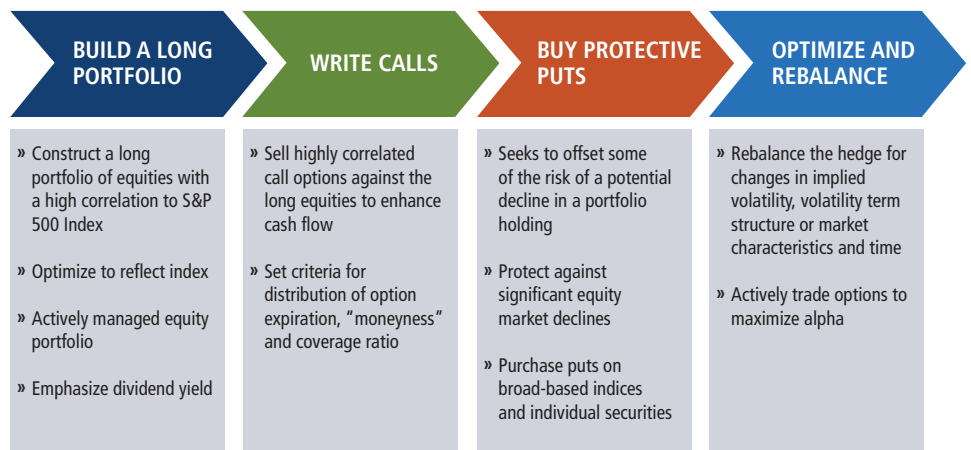 BUILD A LONG
PORTFOLIO
» Construct a long
portfolio of equities with
a high correlation to S&P
500 Index
» Optimize to reflect index
» Actively managed equity
portfolio
» Emphasize dividend yield
WRITE CALLS
» Sell highly correlated
call options against the
long equities to enhance
cash flow
» Set criteria for
distribution of option
expiration, “moneyness”
and coverage ratio
BUY PROTECTIVE
PUTS
» Seeks to offset some
of the risk of a potential
decline in a portfolio
holding
» Protect against
significant equity
market declines
» Purchase puts on
broad-based indices
and individual securities
OPTIMIZE AND
REBALANCE
» Rebalance the hedge for
changes in implied
volatility, volatility term
structure or market
characteristics and time
» Actively trade options to
maximize alpha